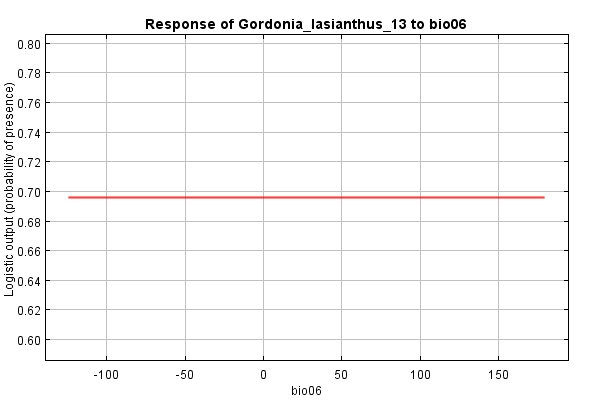 Response of Gordonia_lasianthus_13 to bio06
Logistic output (probability of presence)
0.80
0.78
0.76
0.74
0.72
0.70
0.68
0.66
0.64
0.62
0.60
-100 -50 0 50 100 150
bio06